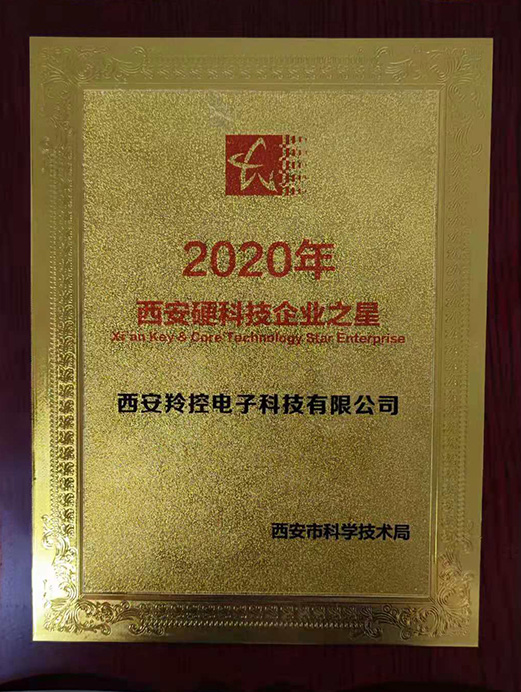 2020年
西安硬科技企业之星
Xi'an Key & Core Technology Star Enterprise
西安羚控电子科技有限公司
西安市科学技术局